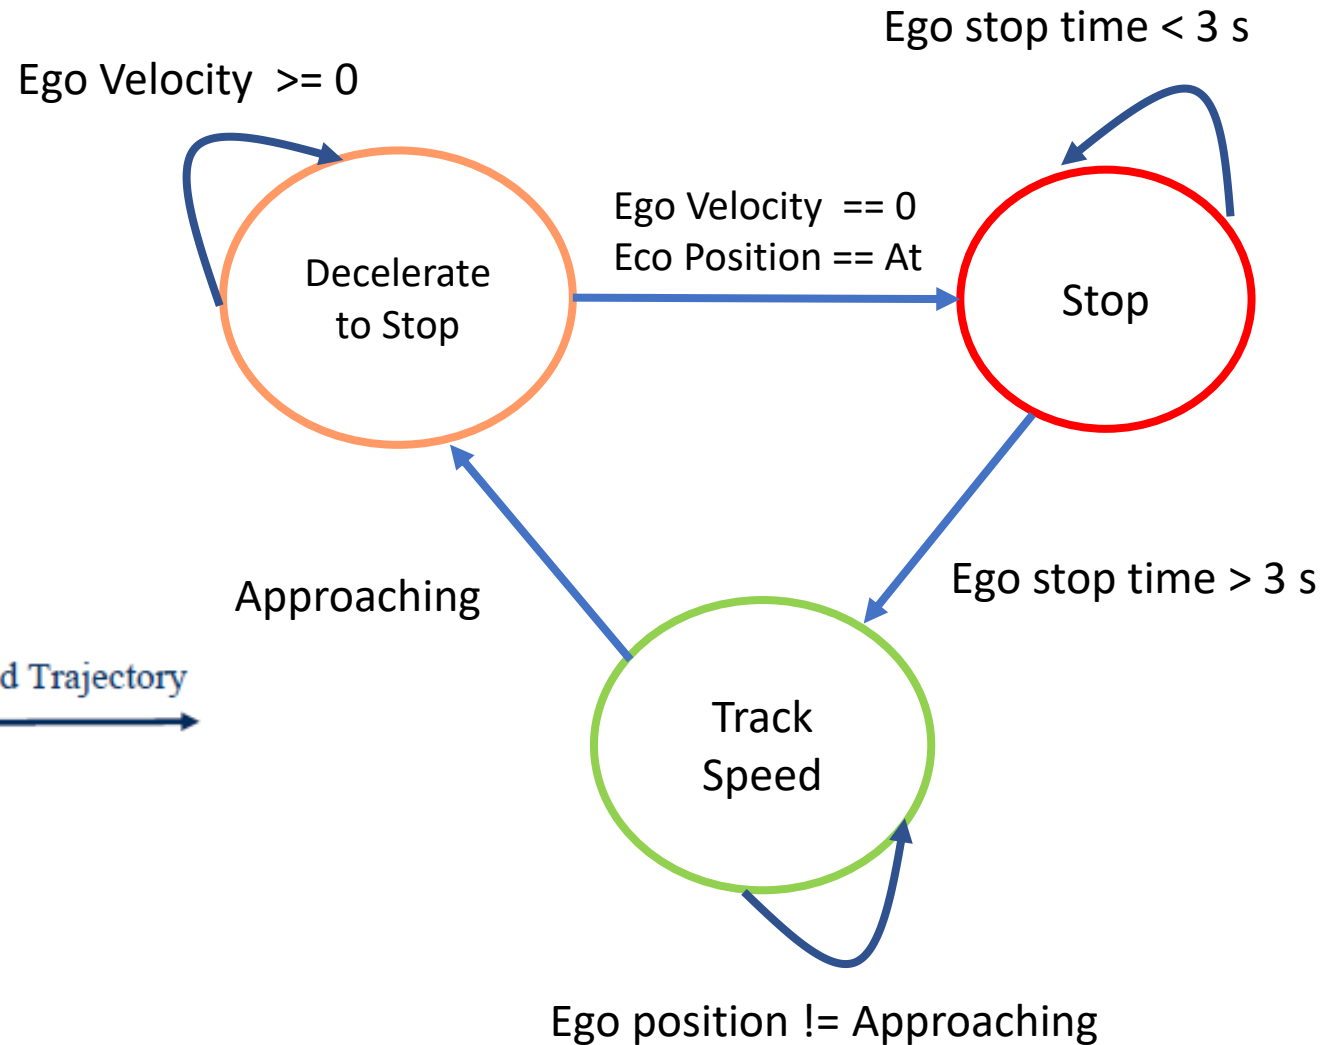 Ego stop time < 3 s
Ego Velocity >= 0
Ego Velocity == 0
Eco Position == At
Decelerate
to Stop
Stop
Approaching
Ego stop time > 3 s
d Trajectory
Track
Speed
Ego position != Approaching